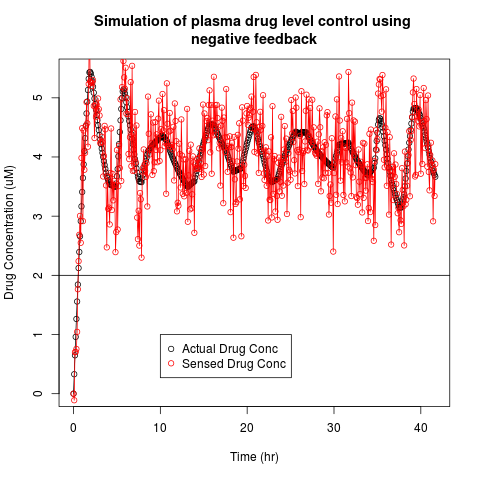 Simulation of plasma drug level control using
negative feedback
Drug Concentration (uM)
5
4
3
2
1
0
Actual Drug Conc
Sensed Drug Conc
0 10 20 30 40
Time (hr)